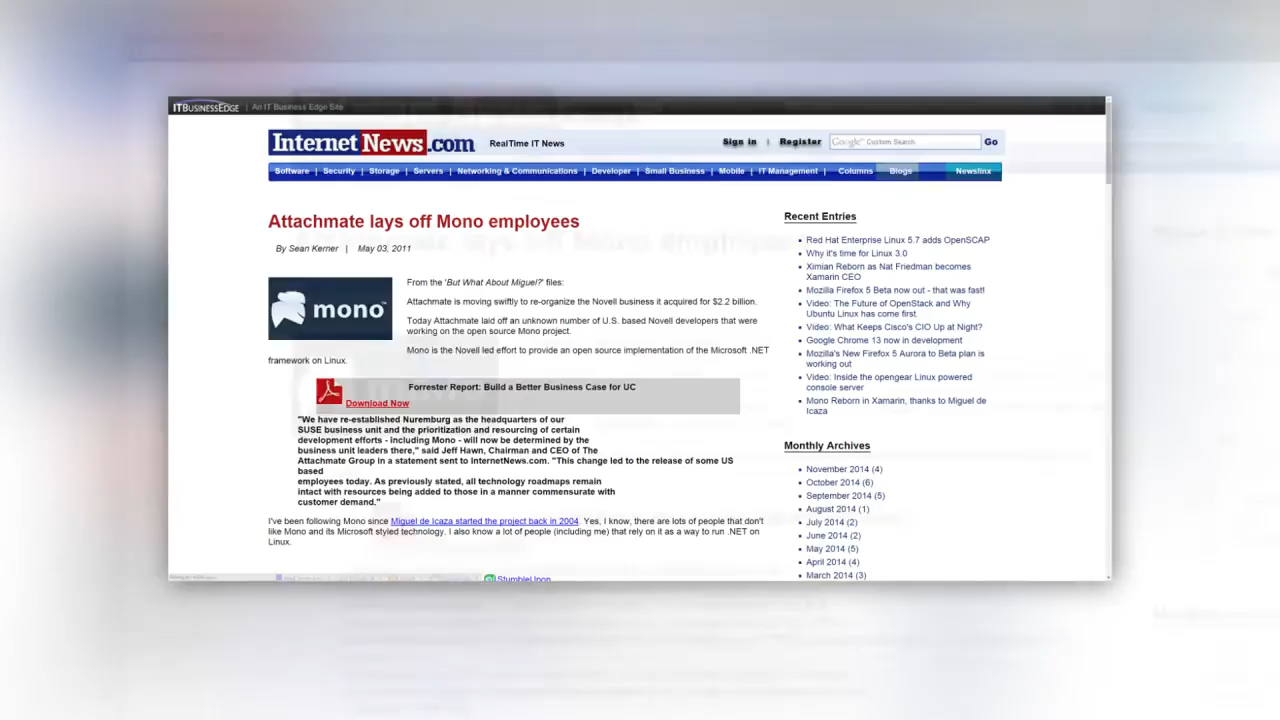 ITBUSINESSEDGE | An IT Business Edge Site
InternetNews.com RealTime IT News Sign in | Register Google Custom Search Go
Software | Security | Storage | Servers | Networking & Communications | Developer | Small Business | Mobile | IT Management | Columns Blogs Newslinx
Attachmate lays off Mono employees
By Sean Kerner | May 03, 2011
mono™
From the 'But What About Miguel?' files:
Attachmate is moving swiftly to re-organize the Novell business it acquired for $2.2 billion.
Today Attachmate laid off an unknown number of U.S. based Novell developers that were
working on the open source Mono project.
Mono is the Novell led effort to provide an open source implementation of the Microsoft .NET
framework on Linux.
Forrester Report: Build a Better Business Case for UC
Download Now
"We have re-established Nuremburg as the headquarters of our
SUSE business unit and the prioritization and resourcing of certain
development efforts - including Mono - will now be determined by the
business unit leaders there," said Jeff Hawn, Chairman and CEO of The
Attachmate Group in a statement sent to InternetNews.com. "This change led to the release of some US
based
employees today. As previously stated, all technology roadmaps remain
intact with resources being added to those in a manner commensurate with
customer demand."
I've been following Mono since Miguel de Icaza started the project back in 2004. Yes, I know, there are lots of people that don't
like Mono and its Microsoft styled technology. I also know a lot of people (including me) that rely on it as a way to run .NET on
Linux.
StumbleUpon
Recent Entries
Red Hat Enterprise Linux 5.7 adds OpenSCAP
Why it's time for Linux 3.0
Ximian Reborn as Nat Friedman becomes
Xamarin CEO
Mozilla Firefox 5 Beta now out - that was fast!
Video: The Future of OpenStack and Why
Ubuntu Linux has come first.
Video: What Keeps Cisco's CIO Up at Night?
Google Chrome 13 now in development
Mozilla's New Firefox 5 Aurora to Beta plan is
working out
Video: Inside the opengear Linux powered
console server
Mono Reborn in Xamarin, thanks to Miguel de
Icaza
Monthly Archives
November 2014 (4)
October 2014 (6)
September 2014 (5)
August 2014 (1)
July 2014 (2)
June 2014 (2)
May 2014 (5)
April 2014 (4)
March 2014 (3)